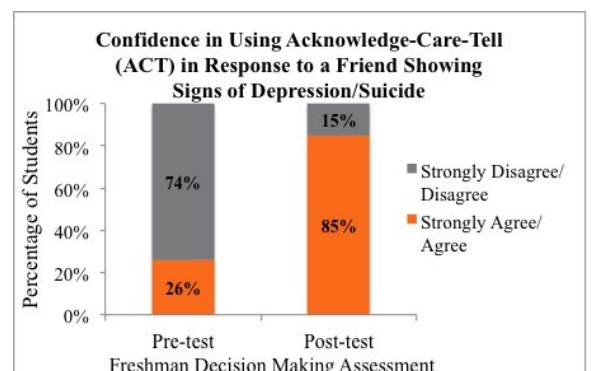 Confidence in Using Acknowledge-Care-Tell
(ACT) in Response to a Friend Showing
Signs of Depression/Suicide
Percentage of Students
100%
80%
60%
40%
20%
0%
74%
26%
15%
85%
Strongly Disagree/
Disagree
Strongly Agree/
Agree
Pre-test
Post-test
Freshman Decision Making Assessment